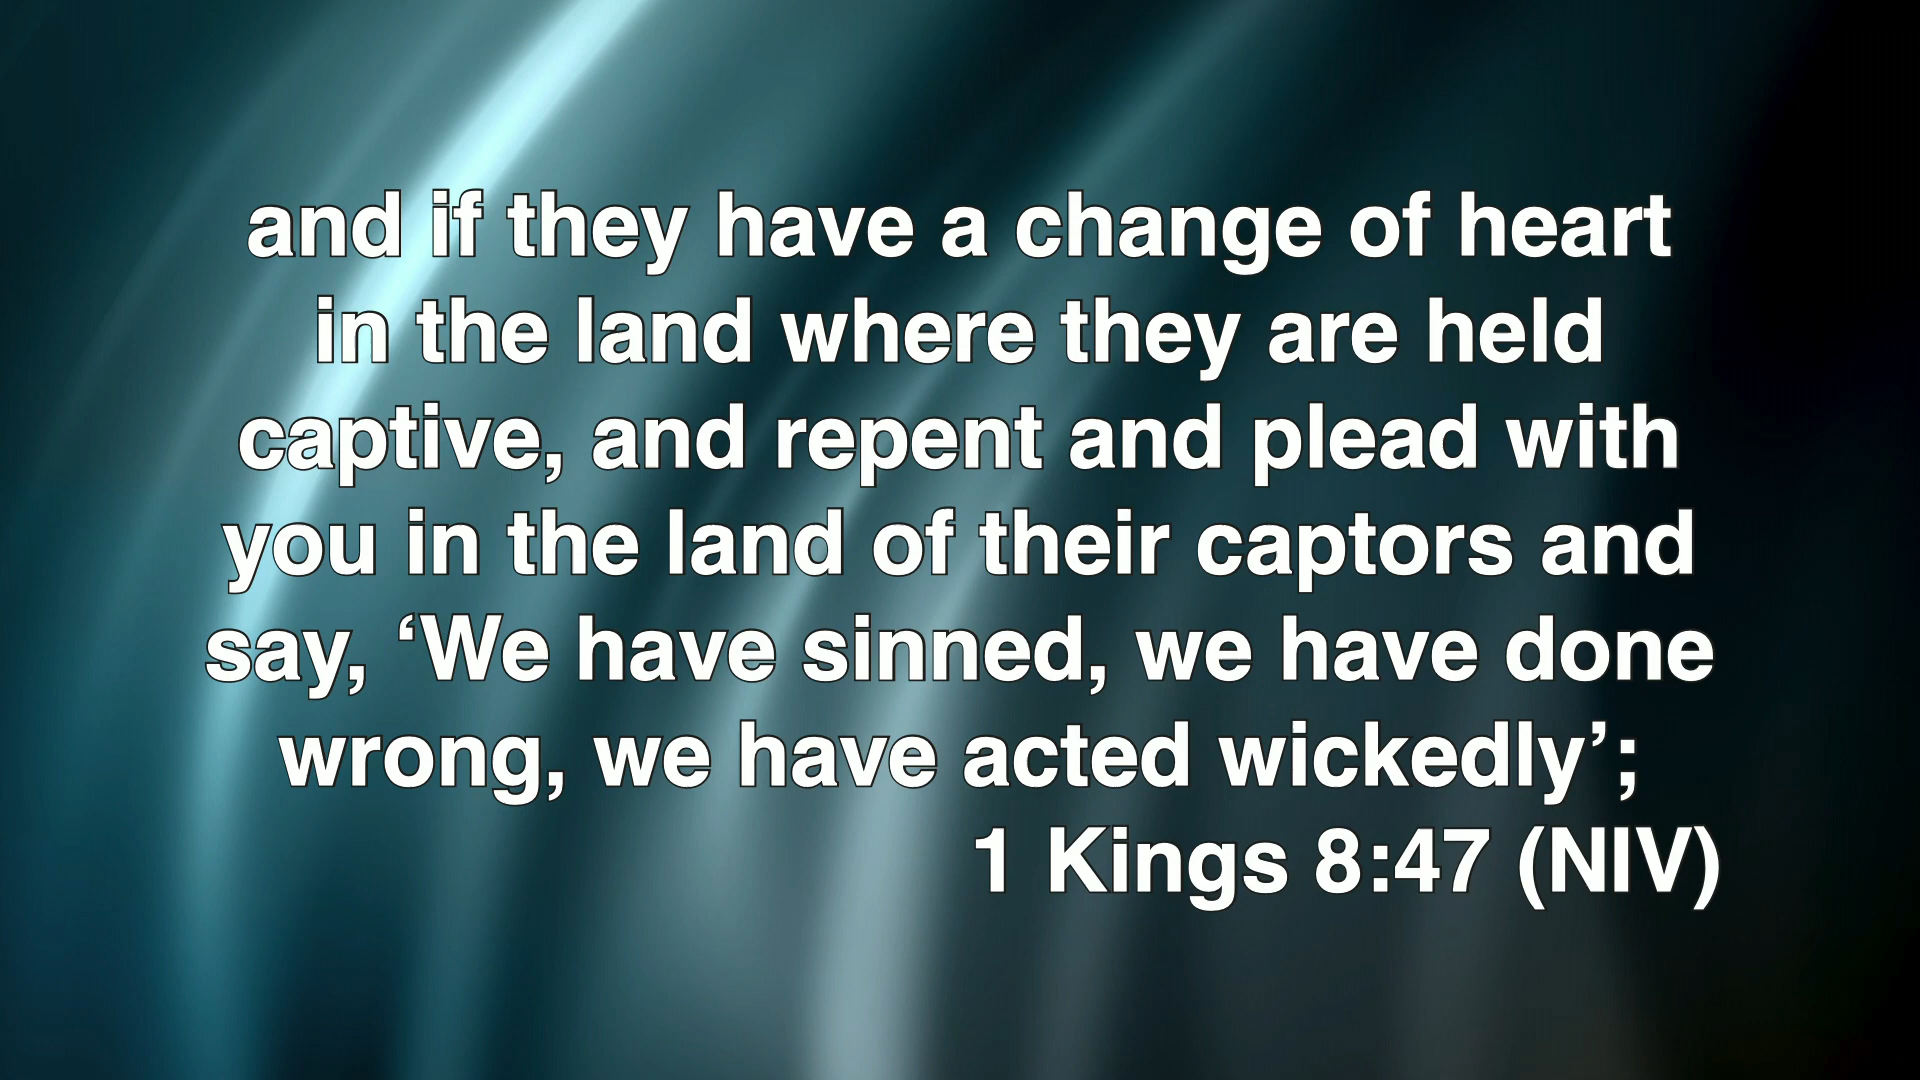 and if they have a change of heart
in the land where they are held
captive, and repent and plead with
you in the land of their captors and
say, ‘We have sinned, we have done
wrong, we have acted wickedly’;
1 Kings 8:47 (NIV)